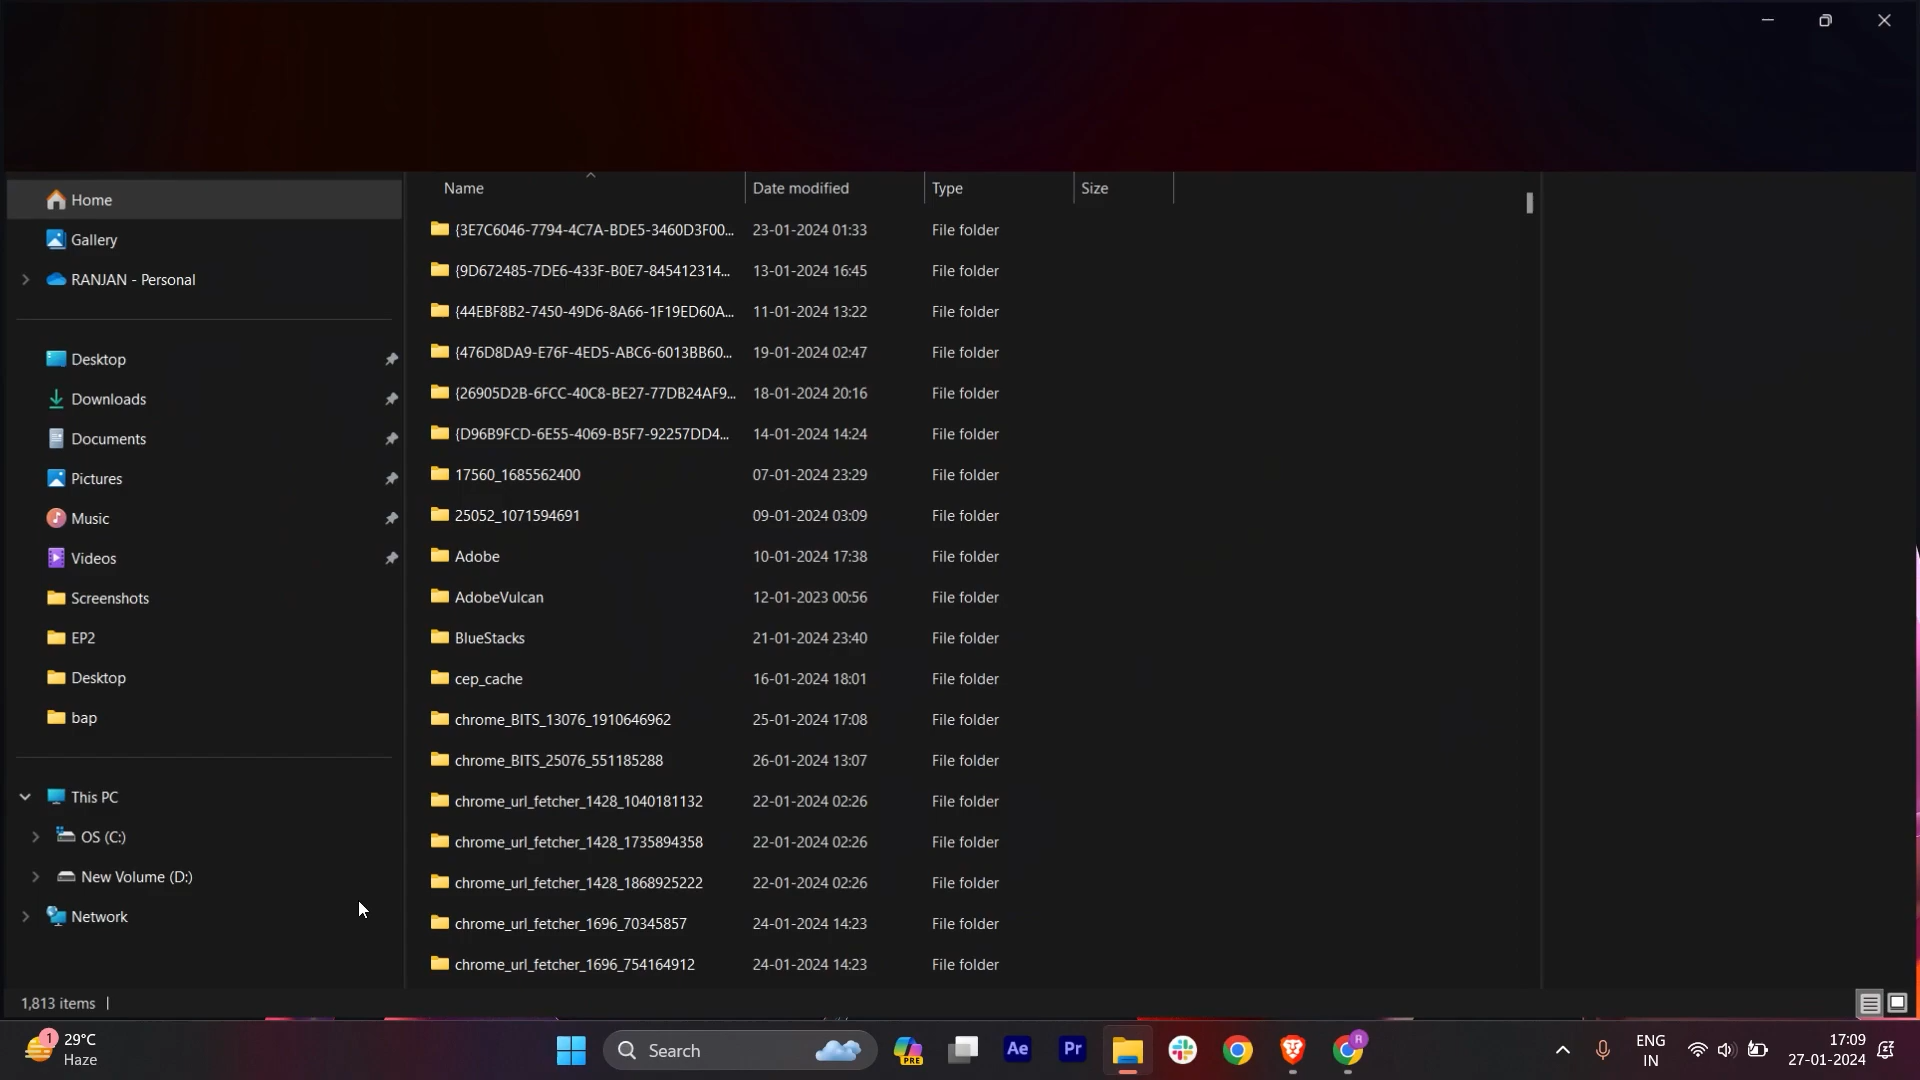 Home
Gallery
RANJAN - Personal
Desktop
Downloads
Documents
Pictures
Music
Videos
Screenshots
EP2
Desktop
bap
This PC
OS (C:)
New Volume (D:)
Network
Name Date modified Type Size
{3E7C6046-7794-4C7A-BDE5-3460D3F00... 23-01-2024 01:33 File folder
{9D672485-7DE6-433F-B0E7-845412314... 13-01-2024 16:45 File folder
{44EBF8B2-7450-49D6-8A66-1F19ED60A... 11-01-2024 13:22 File folder
{476D8DA9-E76F-4ED5-ABC6-6013BB60... 19-01-2024 02:47 File folder
{26905D2B-6FCC-40C8-BE27-77DB24AF9... 18-01-2024 20:16 File folder
{D96B9FCD-6E55-4069-B5F7-92257DD4... 14-01-2024 14:24 File folder
17560_1685562400 07-01-2024 23:29 File folder
25052_1071594691 09-01-2024 03:09 File folder
Adobe 10-01-2024 17:38 File folder
AdobeVulcan 12-01-2023 00:56 File folder
BlueStacks 21-01-2024 23:40 File folder
cep_cache 16-01-2024 18:01 File folder
chrome_BITS_13076_1910646962 25-01-2024 17:08 File folder
chrome_BITS_25076_551185288 26-01-2024 13:07 File folder
chrome_url_fetcher_1428_1040181132 22-01-2024 02:26 File folder
chrome_url_fetcher_1428_1735894358 22-01-2024 02:26 File folder
chrome_url_fetcher_1428_1868925222 22-01-2024 02:26 File folder
chrome_url_fetcher_1696_70345857 24-01-2024 14:23 File folder
chrome_url_fetcher_1696_754164912 24-01-2024 14:23 File folder
1,813 items
1 29°C
Haze
Search
PRE
Ae
Pr
R
ENG
IN
17:09
27-01-2024